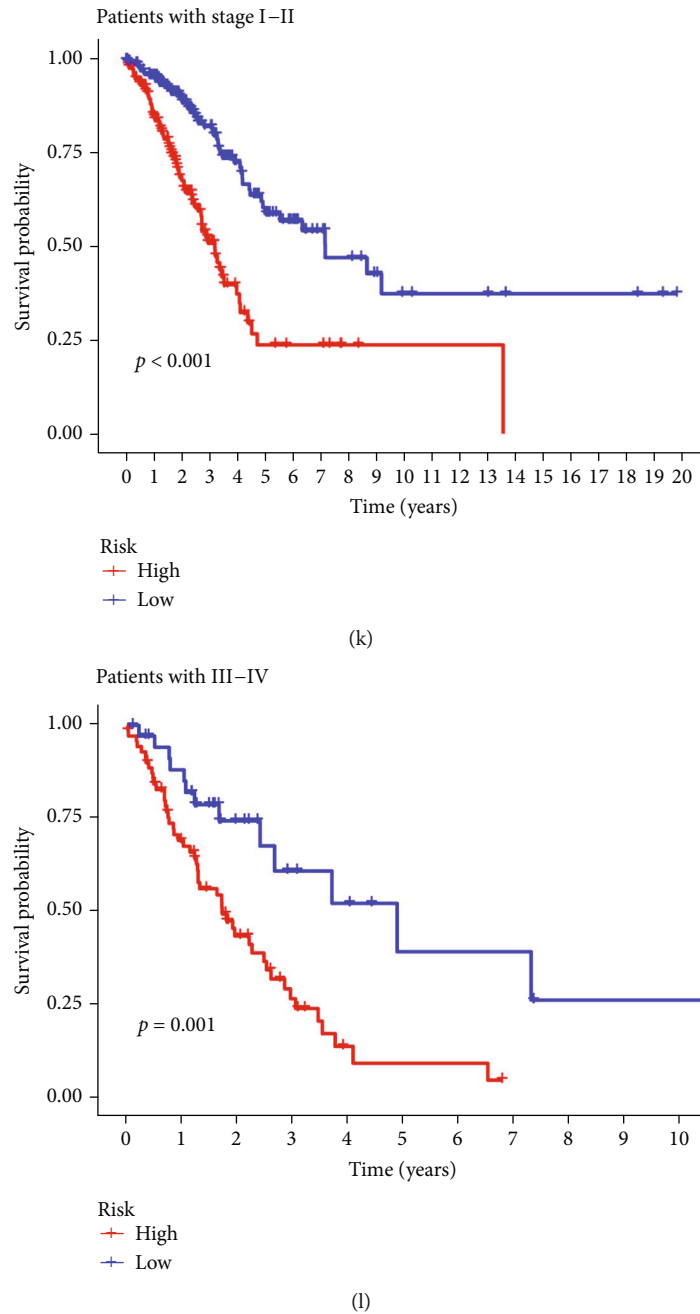 Patients with stage I–II
1.00
0.75
0.50
0.25
0.00
Survival probability
p < 0.001
0 1 2 3 4 5 6 7 8 9 10 11 12 13 14 15 16 17 18 19 20
Time (years)
Risk
High
Low
(k)
Patients with III–IV
1.00
0.75
0.50
0.25
0.00
Survival probability
p = 0.001
0 1 2 3 4 5 6 7 8 9 10
Time (years)
Risk
High
Low
(l)